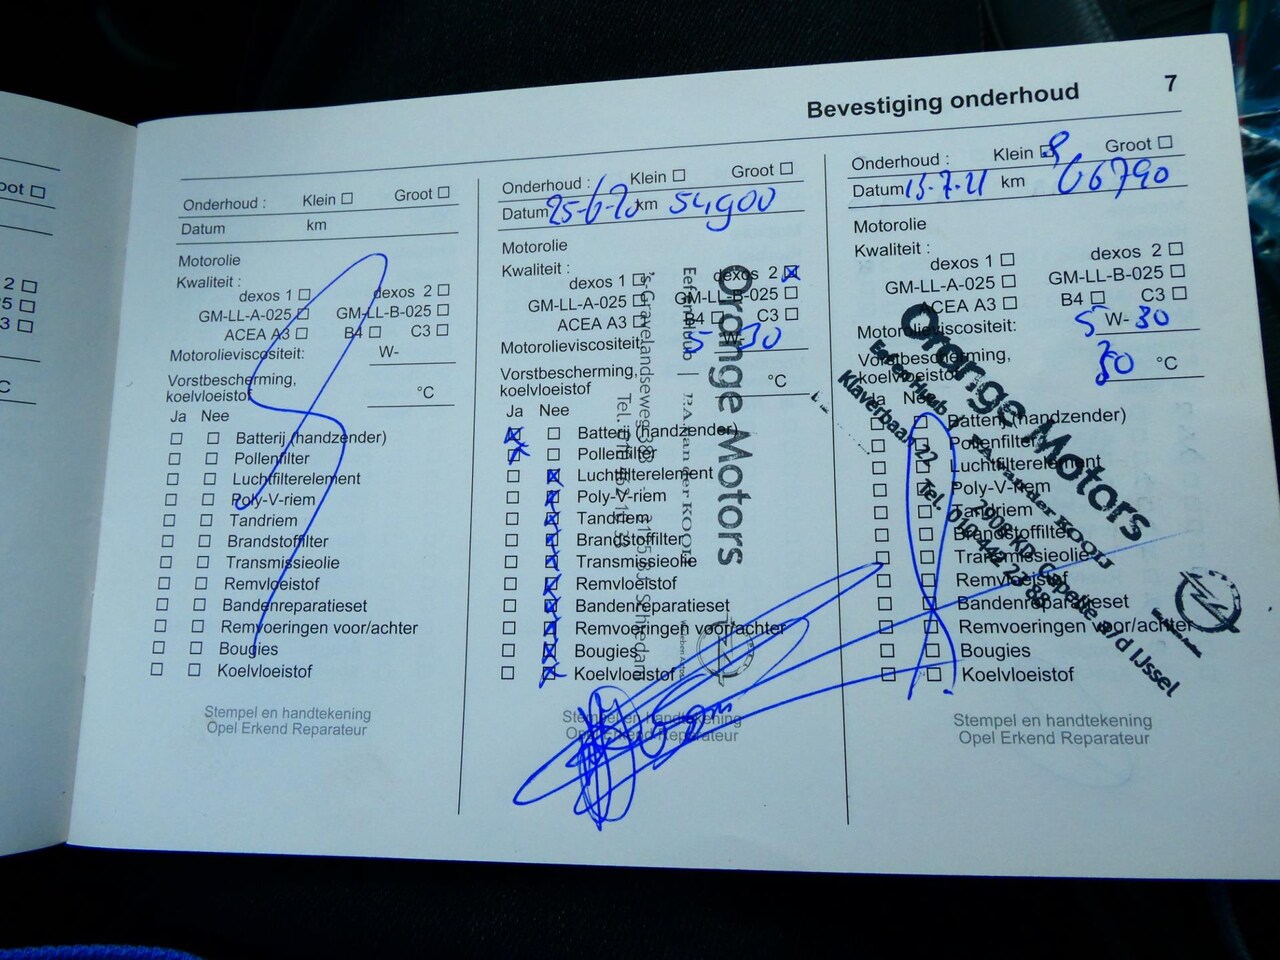 Bevestiging onderhoud
7
oot ☐
2 ☐
5 ☐
3 ☐
C
Onderhoud : Klein ☐ Groot ☐
Datum km
Motorolie
Kwaliteit :
dexos 1 ☐ dexos 2 ☐
GM-LL-A-025 ☐ GM-LL-B-025 ☐
ACEA A3 ☐ B4 ☐ C3 ☐
Motorolieviscositeit: W-
Vorstbescherming,
koelvloeistof °C
Ja Nee
☐ ☐ Batterij (handzender)
☐ ☐ Pollenfilter
☐ ☐ Luchtfilterelement
☐ ☐ Poly-V-riem
☐ ☐ Tandriem
☐ ☐ Brandstoffilter
☐ ☐ Transmissieolie
☐ ☐ Remvloeistof
☐ ☐ Bandenreparatieset
☐ ☐ Remvoeringen voor/achter
☐ ☐ Bougies
☐ ☐ Koelvloeistof
Stempel en handtekening
Opel Erkend Reparateur
Onderhoud : Klein ☐ Groot ☐
Datum 25-6-20 km 54900
Motorolie
Kwaliteit :
dexos 1 ☐ dexos 2 ☒
GM-LL-A-025 ☐ GM-LL-B-025 ☐
ACEA A3 ☐ B4 ☐ C3 ☐
Motorolieviscositeit: 5 W- 30
Vorstbescherming,
koelvloeistof °C
Ja Nee
☒ ☐ Batterij (handzender)
☒ ☐ Pollenfilter
☐ ☒ Luchtfilterelement
☐ ☒ Poly-V-riem
☐ ☒ Tandriem
☐ ☒ Brandstoffilter
☐ ☒ Transmissieolie
☐ ☒ Remvloeistof
☐ ☒ Bandenreparatieset
☐ ☒ Remvoeringen voor/achter
☐ ☒ Bougies
☐ ☒ Koelvloeistof
Stempel en handtekening
Opel Erkend Reparateur
Orange Motors
Onderhoud : Klein ☒ Groot ☐
Datum 13-7-21 km 66790
Motorolie
Kwaliteit :
dexos 1 ☐ dexos 2 ☐
GM-LL-A-025 ☐ GM-LL-B-025 ☐
ACEA A3 ☐ B4 ☐ C3 ☐
Motorolieviscositeit: 5 W- 30
Vorstbescherming,
koelvloeistof 30 °C
Ja Nee
☐ ☐ Batterij (handzender)
☐ ☐ Pollenfilter
☐ ☐ Luchtfilterelement
☐ ☐ Poly-V-riem
☐ ☐ Tandriem
☐ ☐ Brandstoffilter
☐ ☐ Transmissieolie
☐ ☐ Remvloeistof
☐ ☐ Bandenreparatieset
☐ ☐ Remvoeringen voor/achter
☐ ☐ Bougies
☐ ☐ Koelvloeistof
Stempel en handtekening
Opel Erkend Reparateur
Orange Motors
Klaverbaan
Capelle a/d IJssel